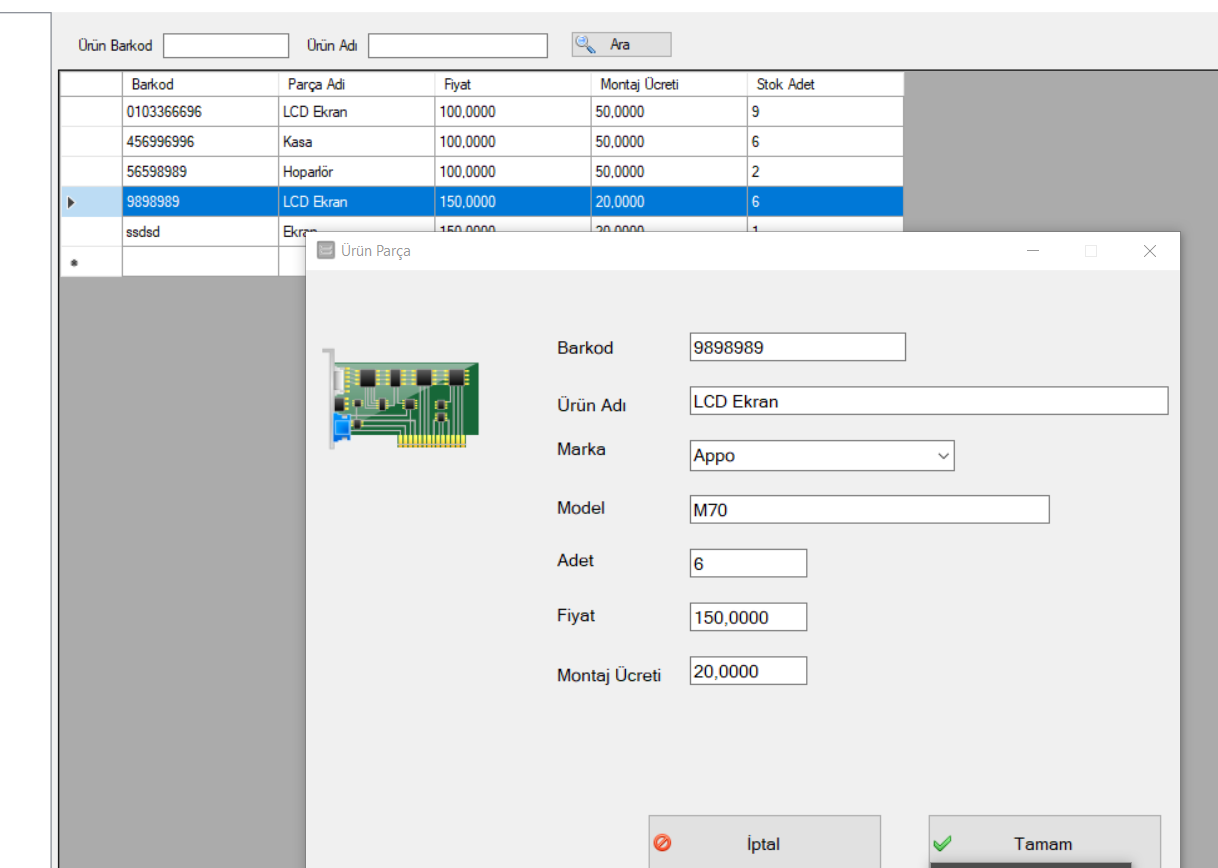 Ürün Barkod Ürün Adı Ara
Barkod Parça Adi Fiyat Montaj Ücreti Stok Adet
0103366696 LCD Ekran 100,0000 50,0000 9
456996996 Kasa 100,0000 50,0000 6
56598989 Hoparlör 100,0000 50,0000 2
9898989 LCD Ekran 150,0000 20,0000 6
ssdsd Ekran 150,0000 20,0000 1
Ürün Parça
Barkod 9898989
Ürün Adı LCD Ekran
Marka Appo
Model M70
Adet 6
Fiyat 150,0000
Montaj Ücreti 20,0000
İptal Tamam